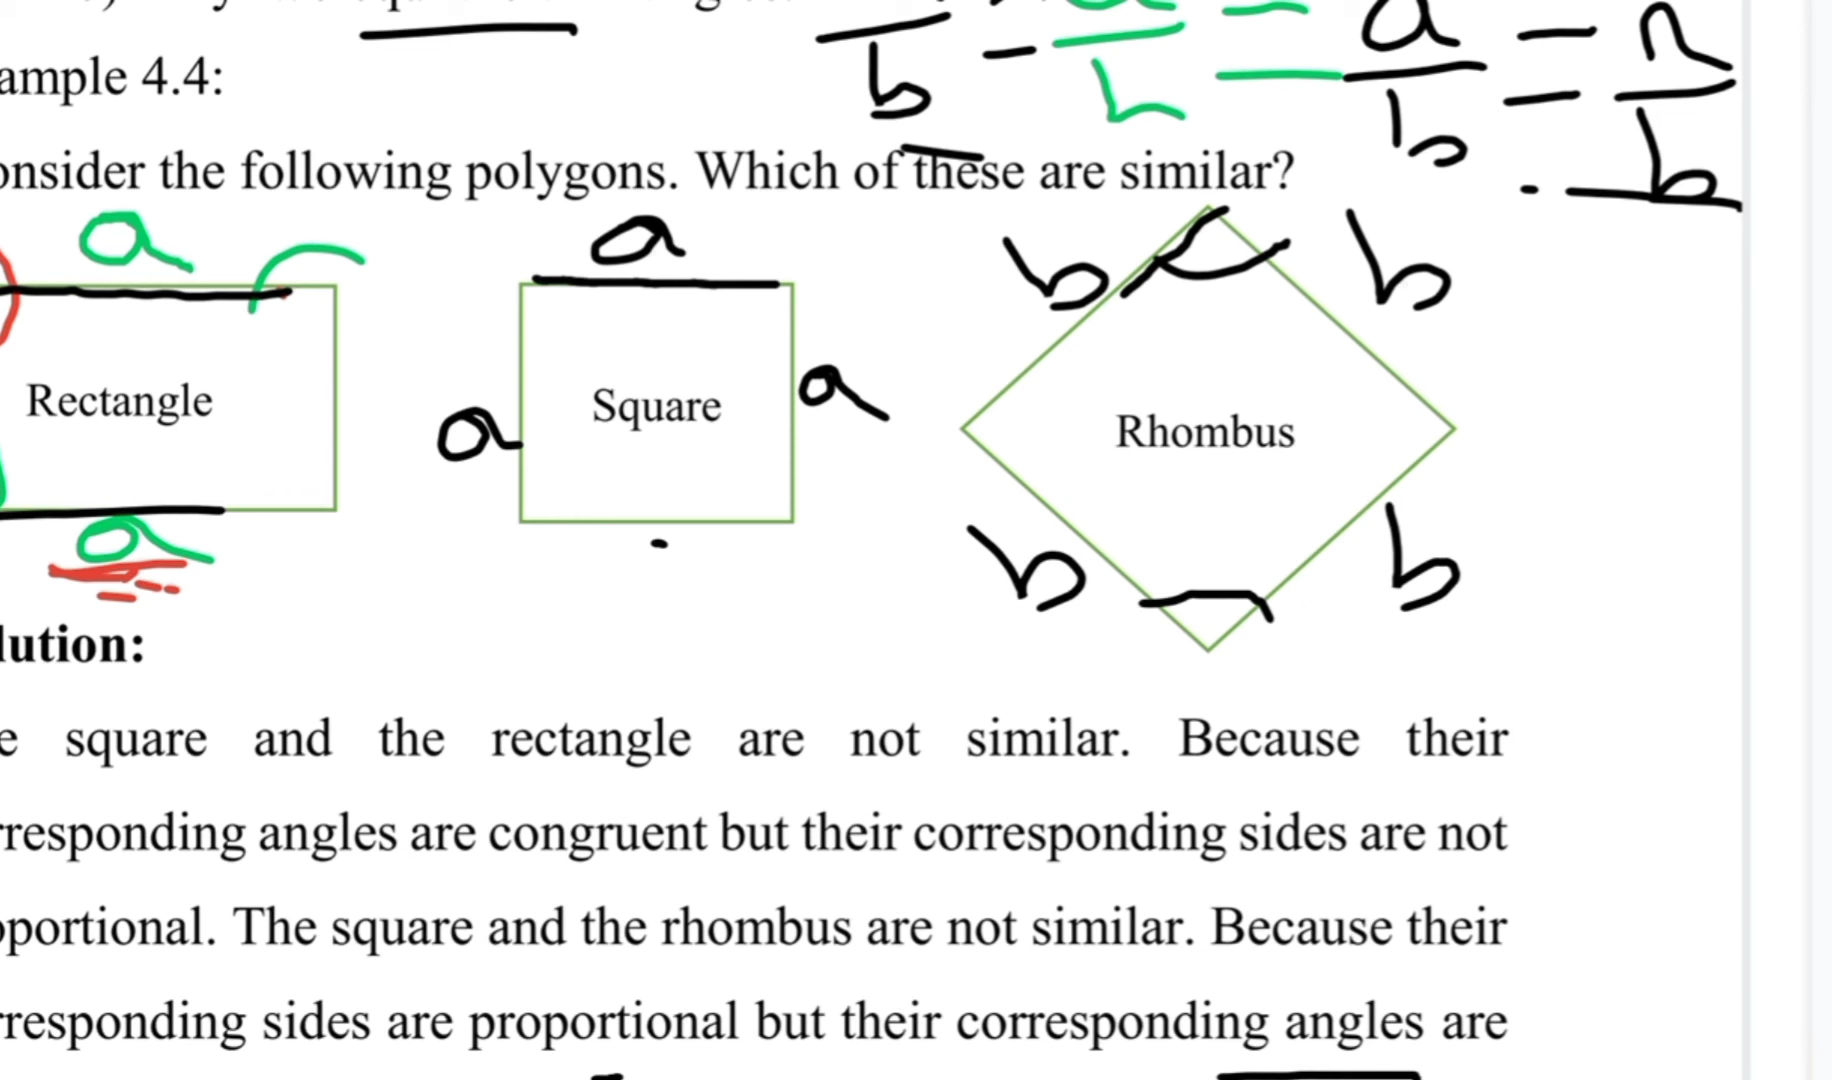 ample 4.4:
onsider the following polygons. Which of these are similar?
a
b
=
b
=
a
b
=
b
a
a
b
b
Rectangle
Square
a
a
Rhombus
a
b
b
lution:
e square and the rectangle are not similar. Because their
rresponding angles are congruent but their corresponding sides are not
oportional. The square and the rhombus are not similar. Because their
rresponding sides are proportional but their corresponding angles are